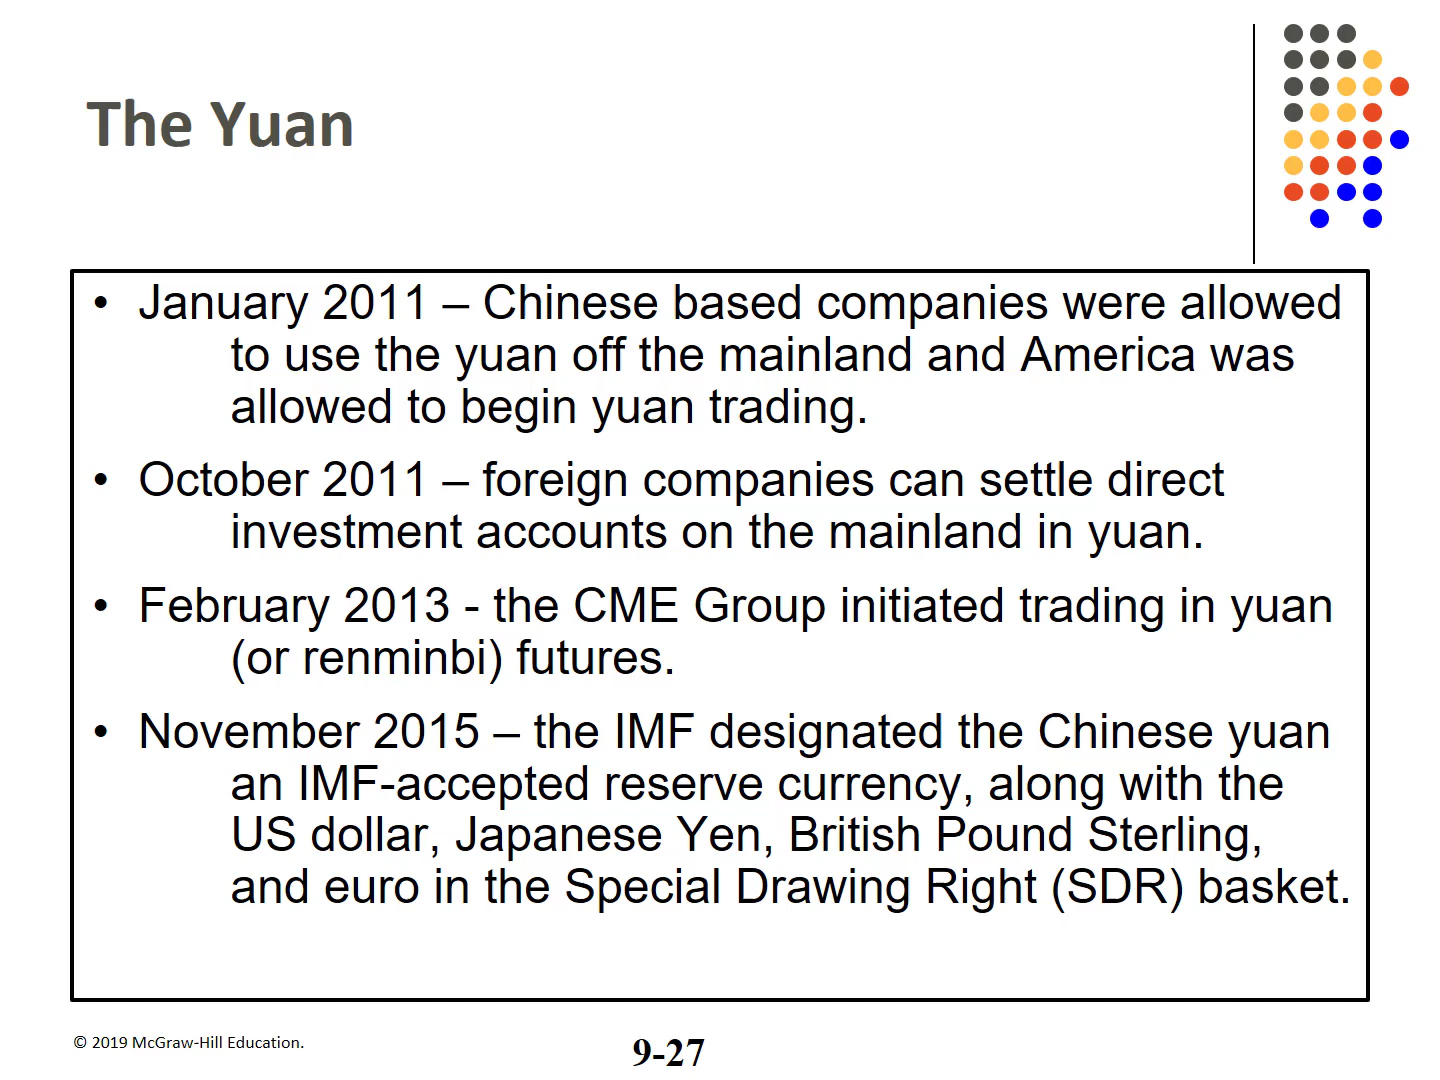 The Yuan
• January 2011 – Chinese based companies were allowed
to use the yuan off the mainland and America was
allowed to begin yuan trading.
• October 2011 – foreign companies can settle direct
investment accounts on the mainland in yuan.
• February 2013 - the CME Group initiated trading in yuan
(or renminbi) futures.
• November 2015 – the IMF designated the Chinese yuan
an IMF-accepted reserve currency, along with the
US dollar, Japanese Yen, British Pound Sterling,
and euro in the Special Drawing Right (SDR) basket.
© 2019 McGraw-Hill Education.
9-27